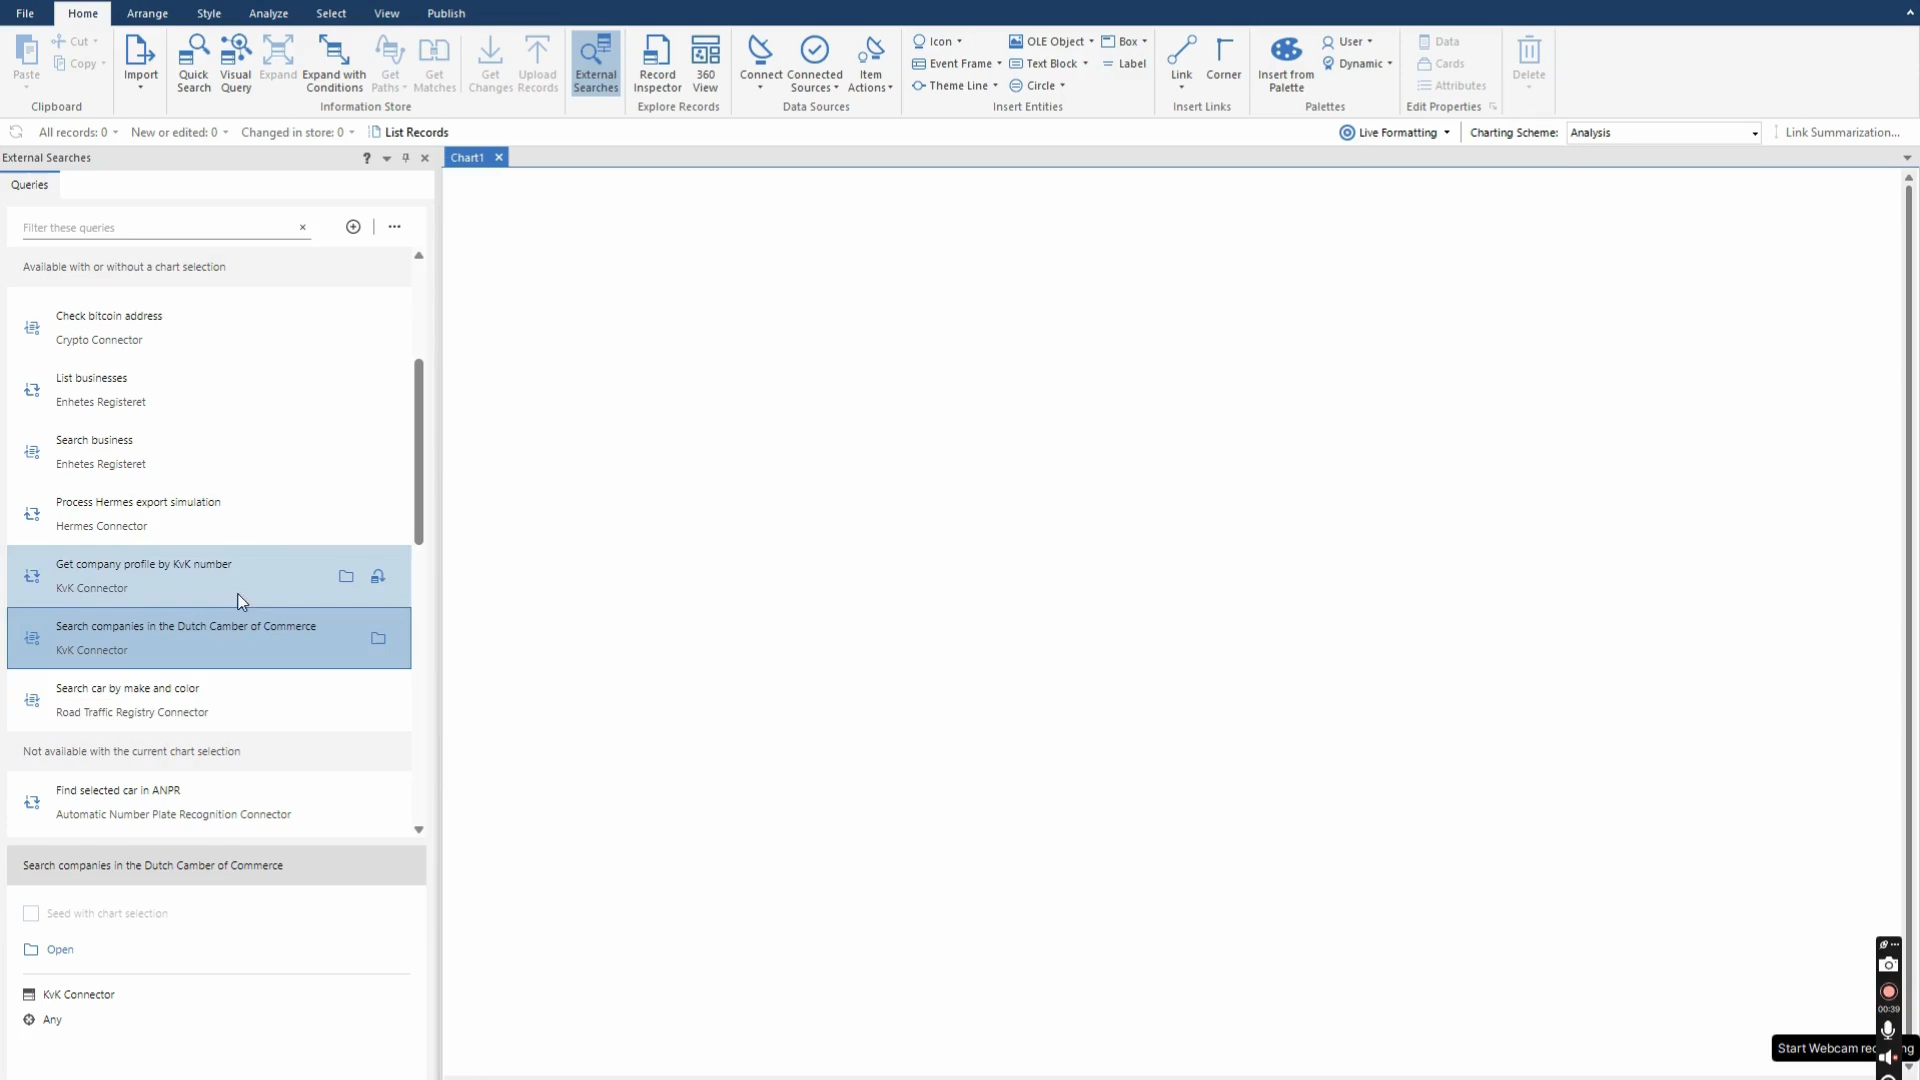 File Home Arrange Style Analyze Select View Publish
Paste Cut Copy
Clipboard
Import
Quick Search
Visual Query
Expand
Expand with Conditions
Get Paths
Get Matches
Information Store
Get Changes
Upload Records
External Searches
Record Inspector
360 View
Explore Records
Connect
Connected Sources
Item Actions
Data Sources
Icon
Event Frame
Theme Line
OLE Object
Text Block
Circle
Box
Label
Insert Entities
Link
Corner
Insert Links
Insert from Palette
User
Dynamic
Palettes
Data
Cards
Attributes
Edit Properties
Delete
All records: 0 New or edited: 0 Changed in store: 0 List Records
Live Formatting Charting Scheme: Analysis Link Summarization...
External Searches ?
Chart1
Queries
Filter these queries
Available with or without a chart selection
Check bitcoin address
Crypto Connector
List businesses
Enhetes Registeret
Search business
Enhetes Registeret
Process Hermes export simulation
Hermes Connector
Get company profile by KvK number
KvK Connector
Search companies in the Dutch Camber of Commerce
KvK Connector
Search car by make and color
Road Traffic Registry Connector
Not available with the current chart selection
Find selected car in ANPR
Automatic Number Plate Recognition Connector
Search companies in the Dutch Camber of Commerce
Seed with chart selection
Open
KvK Connector
Any
00:39
Start Webcam